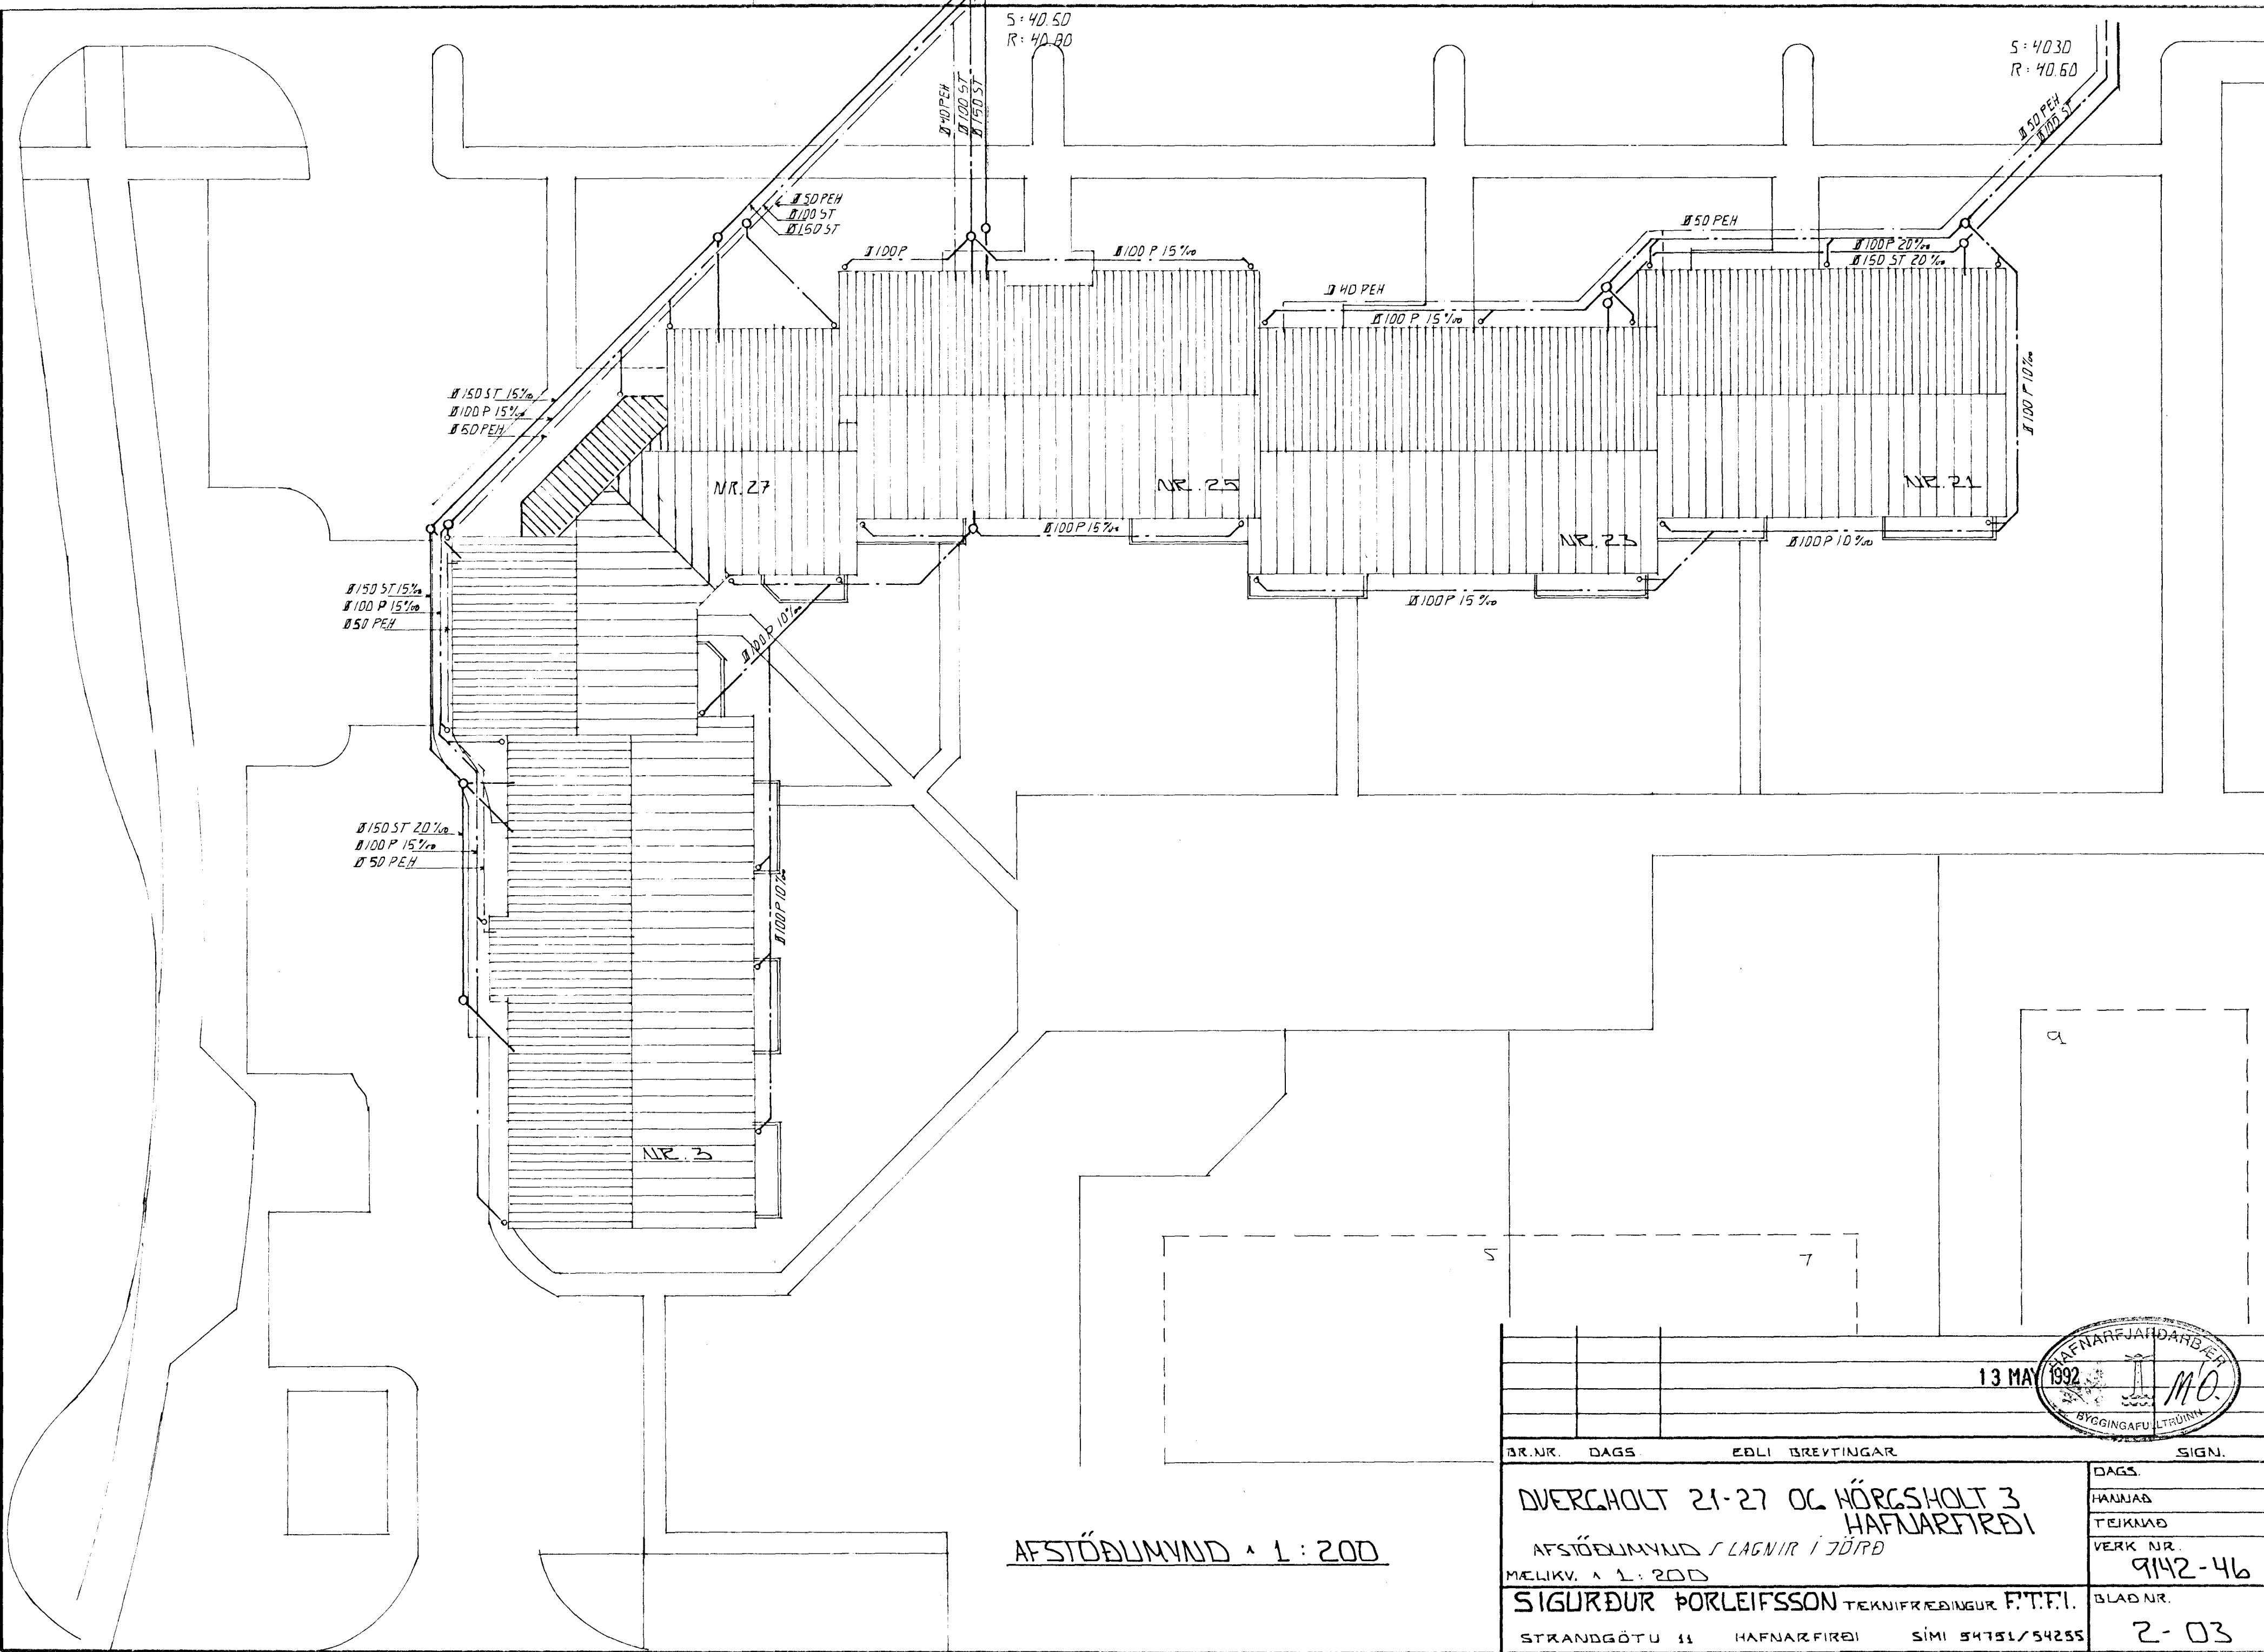 S: 40.50
R: 40.80
S: 40.30
R: 40.60
Ø 40 PEH
Ø 100 ST
Ø 150 ST
Ø 50 PEH
Ø 100 ST
Ø 50 PEH
Ø 100 ST
Ø 150 ST
Ø 50 PEH
Ø 100 P
Ø 100 P 15‰
Ø 100 P 20‰
Ø 150 ST 20‰
Ø 40 PEH
Ø 100 P 15‰
Ø 100 P 10‰
Ø 150 ST 15‰
Ø 100 P 15‰
Ø 50 PEH
NR. 27
NR. 25
NR. 21
NR. 23
Ø 100 P 15‰
Ø 100 P 10‰
Ø 150 ST 15‰
Ø 100 P 15‰
Ø 50 PEH
Ø 100 P 15‰
Ø 100 P 10‰
Ø 150 ST 20‰
Ø 100 P 15‰
Ø 50 PEH
Ø 100 P 10‰
NR. 3
9
5
7
13 MAY 1992
HAFNARFJARÐARBÆR
M.Ó.
BYGGINGAFULLTRÚINN
BR.NR. DAGS. EÐLI BREYTINGAR SIGN.
DVERGHOLT 21-27 OG HÖRGSHOLT 3
HAFNARFIRÐI
AFSTÖÐUMYND / LAGNIR Í JÖRÐ
MÆLIKV. ^ 1:200
DAGS.
HANNAÐ
TEIKNAÐ
VERK NR.
9142-46
AFSTÖÐUMYND ^ 1:200
SIGURÐUR ÞORLEIFSSON TÆKNIFRÆÐINGUR F.T.F.I.
STRANDGÖTU 11 HAFNARFIRÐI SÍMI 54751/54255
BLAÐ NR.
2-03